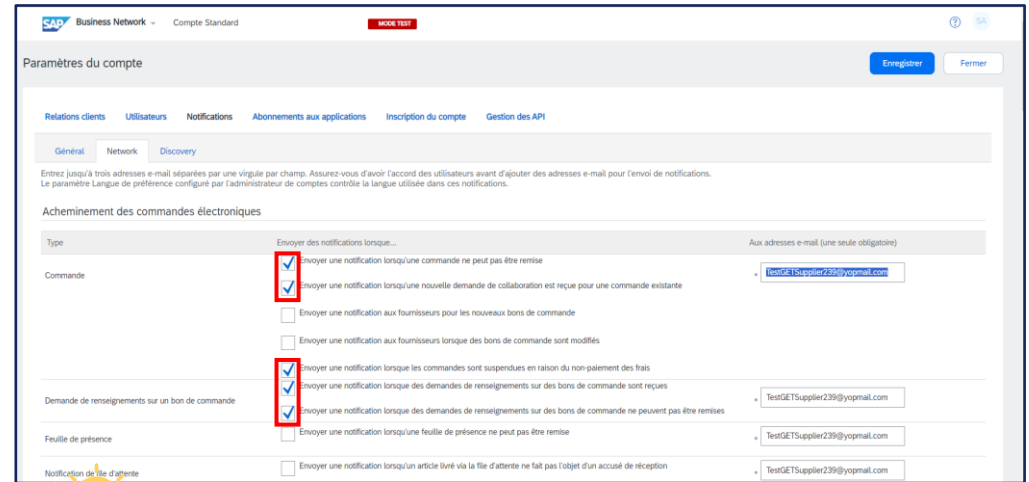 SAP Business Network Compte Standard MODE TEST SA
Paramètres du compte Enregistrer Fermer
Relations clients Utilisateurs Notifications Abonnements aux applications Inscription du compte Gestion des API
Général Network Discovery
Entrez jusqu'à trois adresses e-mail séparées par une virgule par champ. Assurez-vous d'avoir l'accord des utilisateurs avant d'ajouter des adresses e-mail pour l'envoi de notifications.
Le paramètre Langue de préférence configuré par l'administrateur de comptes contrôle la langue utilisée dans ces notifications.
Acheminement des commandes électroniques
Type Envoyer des notifications lorsque... Aux adresses e-mail (une seule obligatoire)
Envoyer une notification lorsqu'une commande ne peut pas être remise
Commande * TestGETSupplier239@yopmail.com
Envoyer une notification lorsqu'une nouvelle demande de collaboration est reçue pour une commande existante
Envoyer une notification aux fournisseurs pour les nouveaux bons de commande
Envoyer une notification aux fournisseurs lorsque des bons de commande sont modifiés
Envoyer une notification lorsque les commandes sont suspendues en raison du non-paiement des frais
Envoyer une notification lorsque des demandes de renseignements sur des bons de commande sont reçues
Demande de renseignements sur un bon de commande * TestGETSupplier239@yopmail.com
Envoyer une notification lorsque des demandes de renseignements sur des bons de commande ne peuvent pas être remises
Feuille de présence Envoyer une notification lorsqu'une feuille de présence ne peut pas être remise * TestGETSupplier239@yopmail.com
Notification de file d'attente Envoyer une notification lorsqu'un article livré via la file d'attente ne fait pas l'objet d'un accusé de réception * TestGETSupplier239@yopmail.com